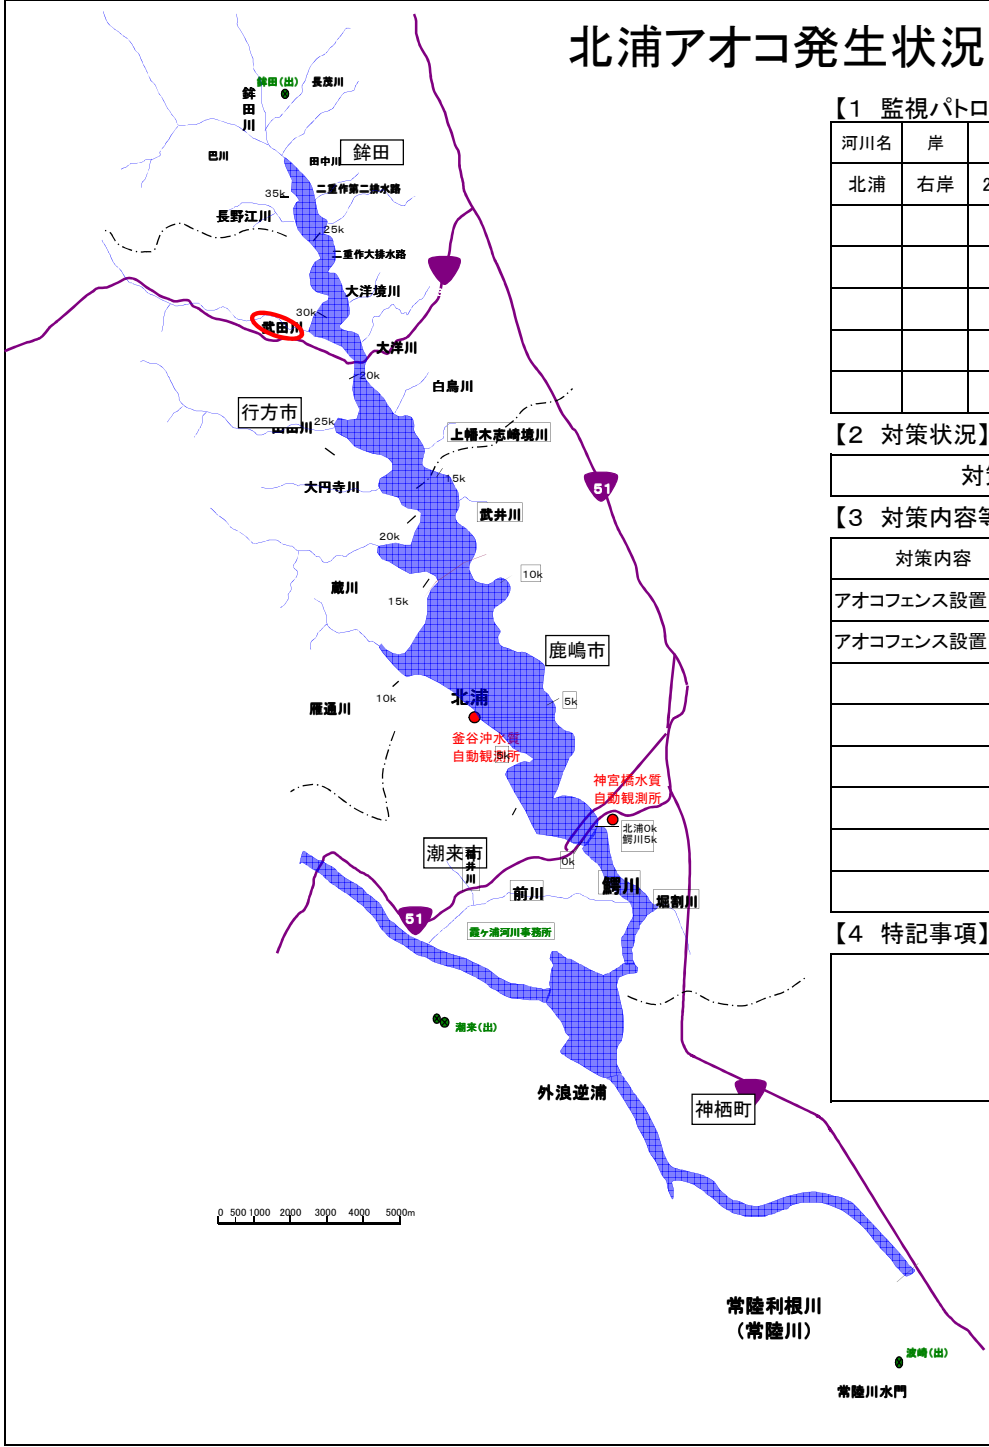 北浦アオコ発生状況
鉾田(出)
長茂川
鉾田川
巴川
田中川
鉾田
35k
二重作第二排水路
長野江川
25k
二重作大排水路
大洋境川
30k
武田川
大洋川
20k
白鳥川
行方市
25k
上幡木志崎境川
15k
大円寺川
51
武井川
20k
10k
蔵川
15k
鹿嶋市
10k
北浦
5k
雁通川
釜谷沖水質
自動観測所
5k
神宮橋水質
自動観測所
北浦0k
鰐川5k
潮来市
0k
前川
鰐川
堀割川
51
霞ヶ浦河川事務所
潮来(出)
外浪逆浦
神栖町
0 500 1000 2000 3000 4000 5000m
常陸利根川
(常陸川)
波崎(出)
常陸川水門
【1 監視パトロ
河川名 岸
北浦 右岸 2
【2 対策状況】
対策
【3 対策内容等
対策内容
アオコフェンス設置
アオコフェンス設置
【4 特記事項】